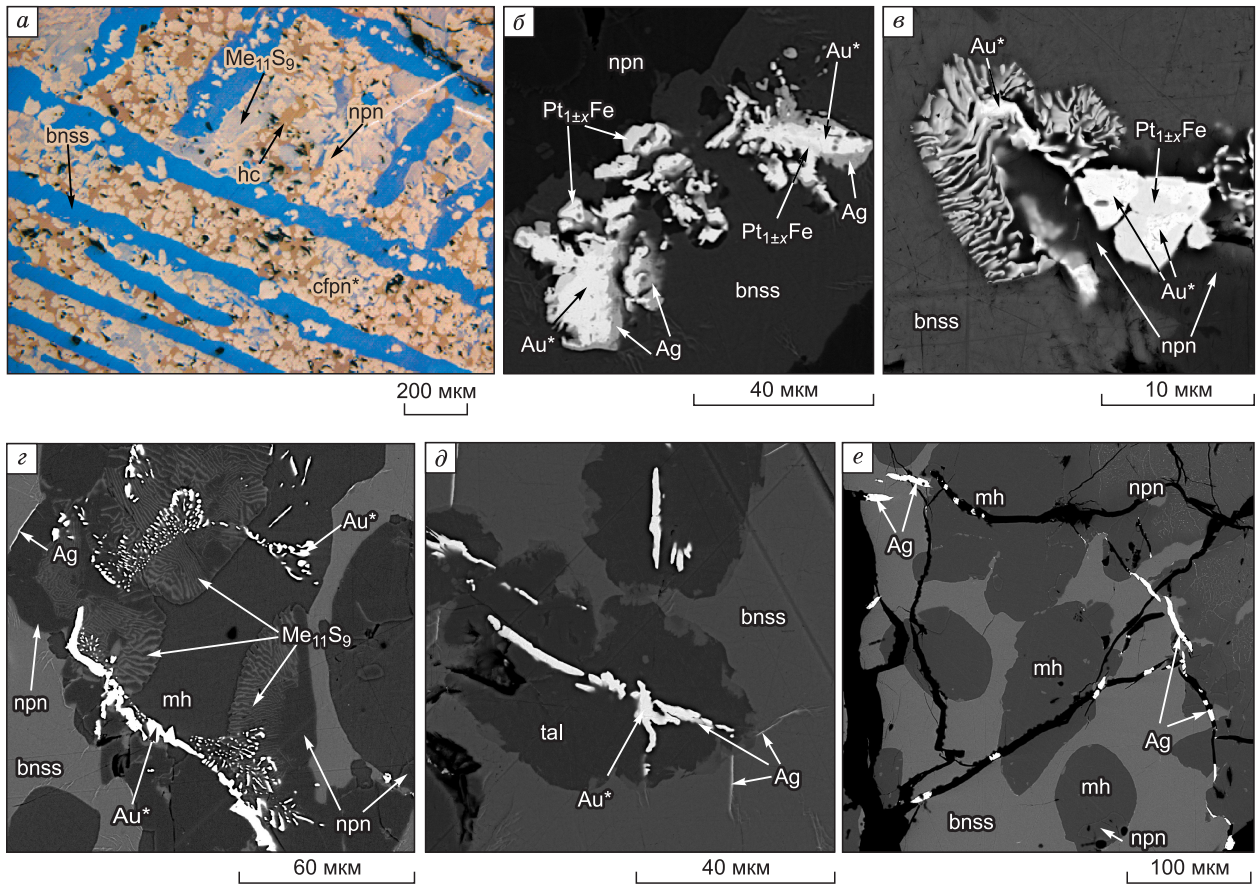 а
Me₁₁S₉
npn
bnss
hc
cfpn*
200 мкм
б
npn
Au*
Pt₁±ₓFe
Ag
Pt₁±ₓFe
bnss
Au*
Ag
40 мкм
в
Au*
Pt₁±ₓFe
Au*
bnss
npn
10 мкм
г
Ag
Au*
Me₁₁S₉
npn
mh
bnss
Au*
npn
60 мкм
д
bnss
tal
Au*
Ag
40 мкм
е
mh
npn
Ag
mh
Ag
mh
bnss
npn
100 мкм